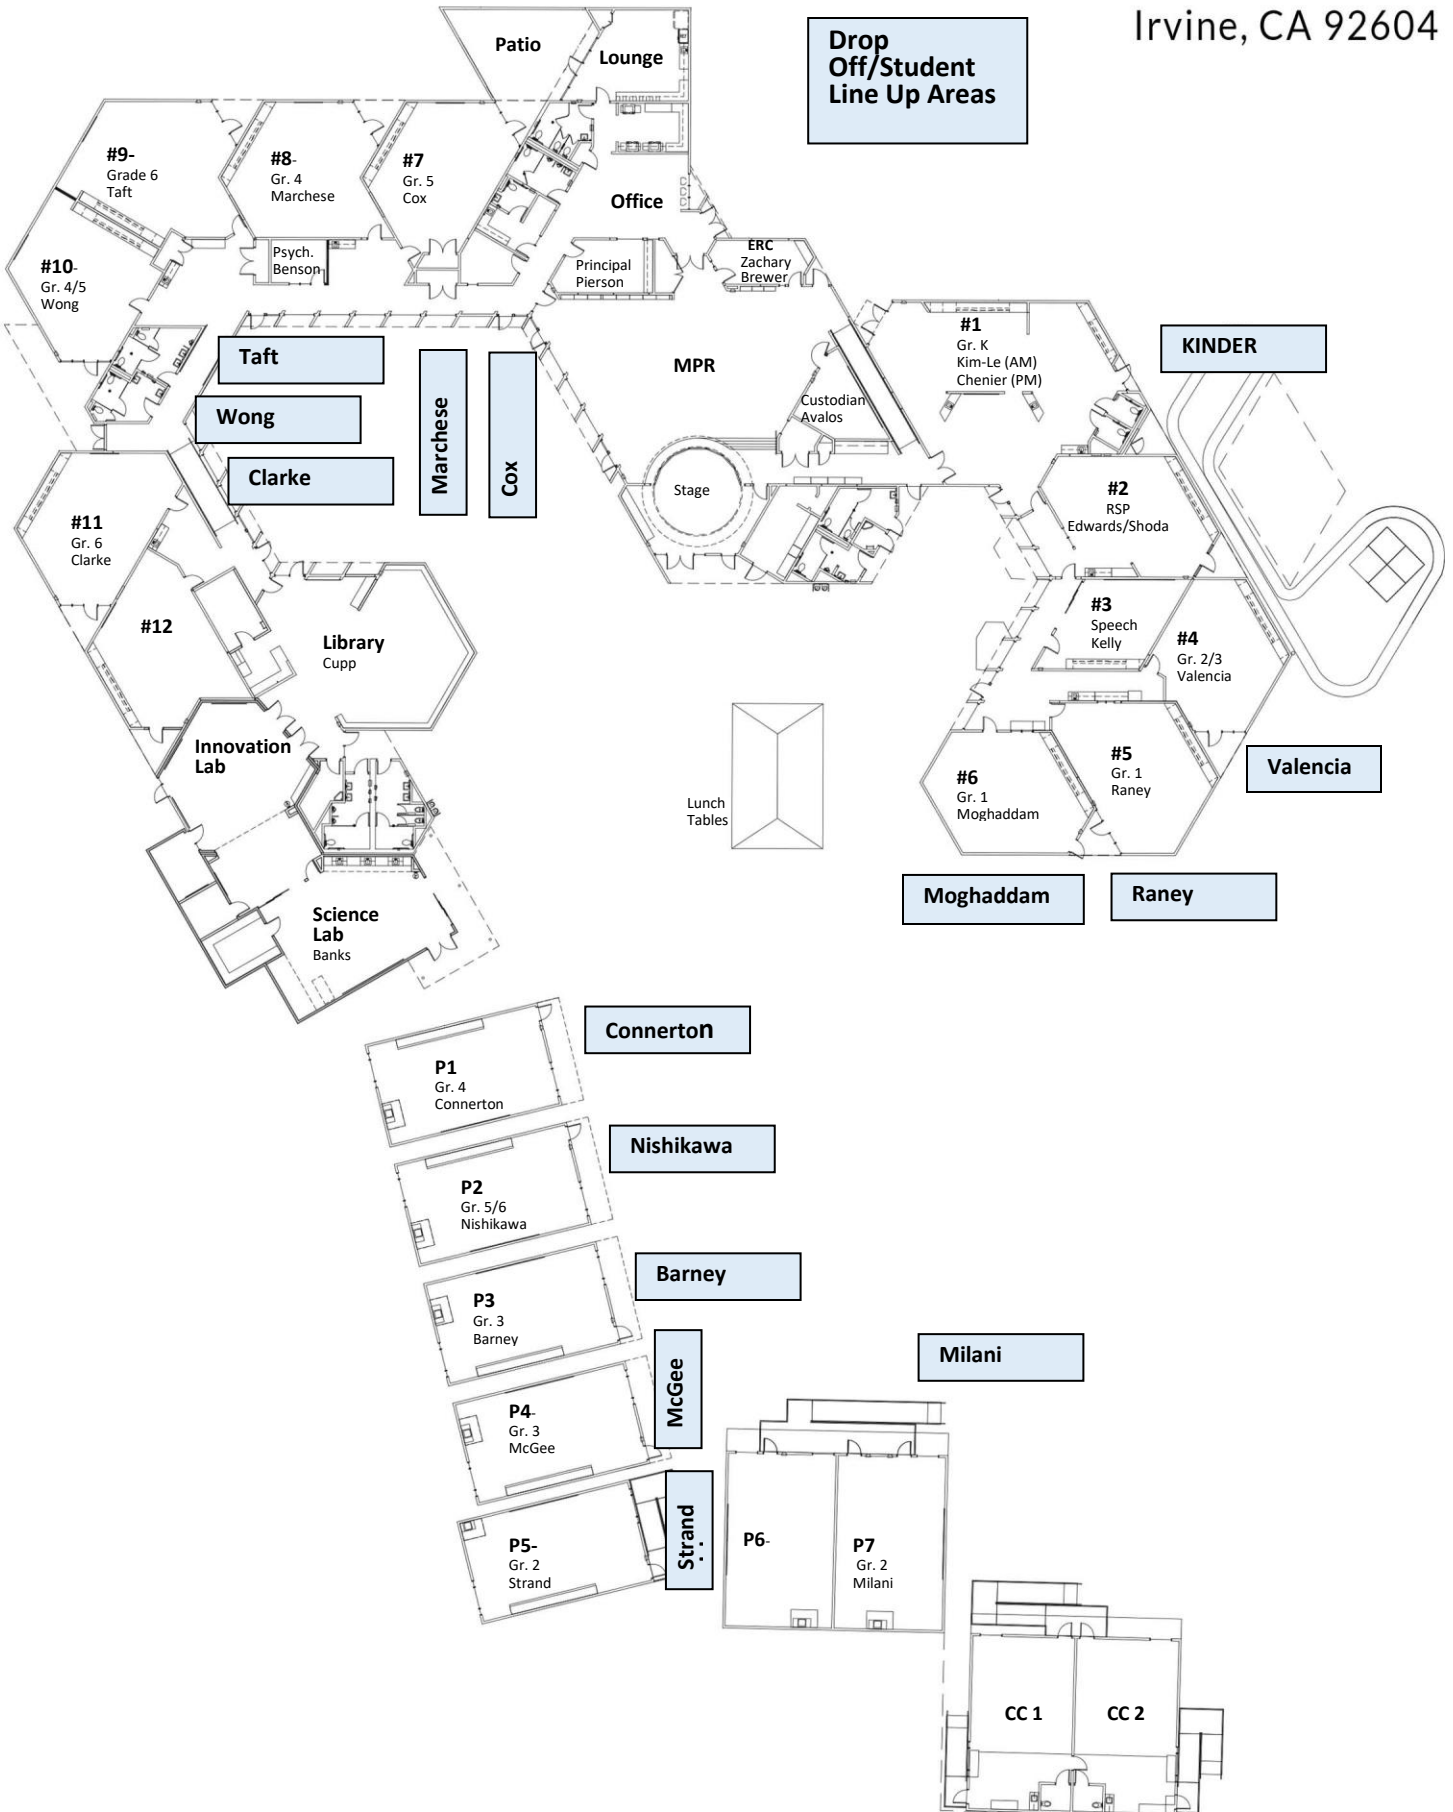 Irvine, CA 92604
Drop
Off/Student
Line Up Areas
Patio
Lounge
#9-
Grade 6
Taft
#8-
Gr. 4
Marchese
#7
Gr. 5
Cox
Office
#10-
Gr. 4/5
Wong
Psych.
Benson
Principal
Pierson
ERC
Zachary
Brewer
#1
Gr. K
Kim-Le (AM)
Chenier (PM)
KINDER
Taft
Wong
Clarke
Marchese
Cox
MPR
Custodian
Avalos
Stage
#2
RSP
Edwards/Shoda
#11
Gr. 6
Clarke
#12
Library
Cupp
#3
Speech
Kelly
#4
Gr. 2/3
Valencia
Innovation
Lab
Lunch
Tables
#6
Gr. 1
Moghaddam
#5
Gr. 1
Raney
Valencia
Moghaddam
Raney
Science
Lab
Banks
Connerton
P1
Gr. 4
Connerton
Nishikawa
P2
Gr. 5/6
Nishikawa
Barney
P3
Gr. 3
Barney
McGee
Milani
P4-
Gr. 3
McGee
Strand
P5-
Gr. 2
Strand
P6-
P7
Gr. 2
Milani
CC 1
CC 2